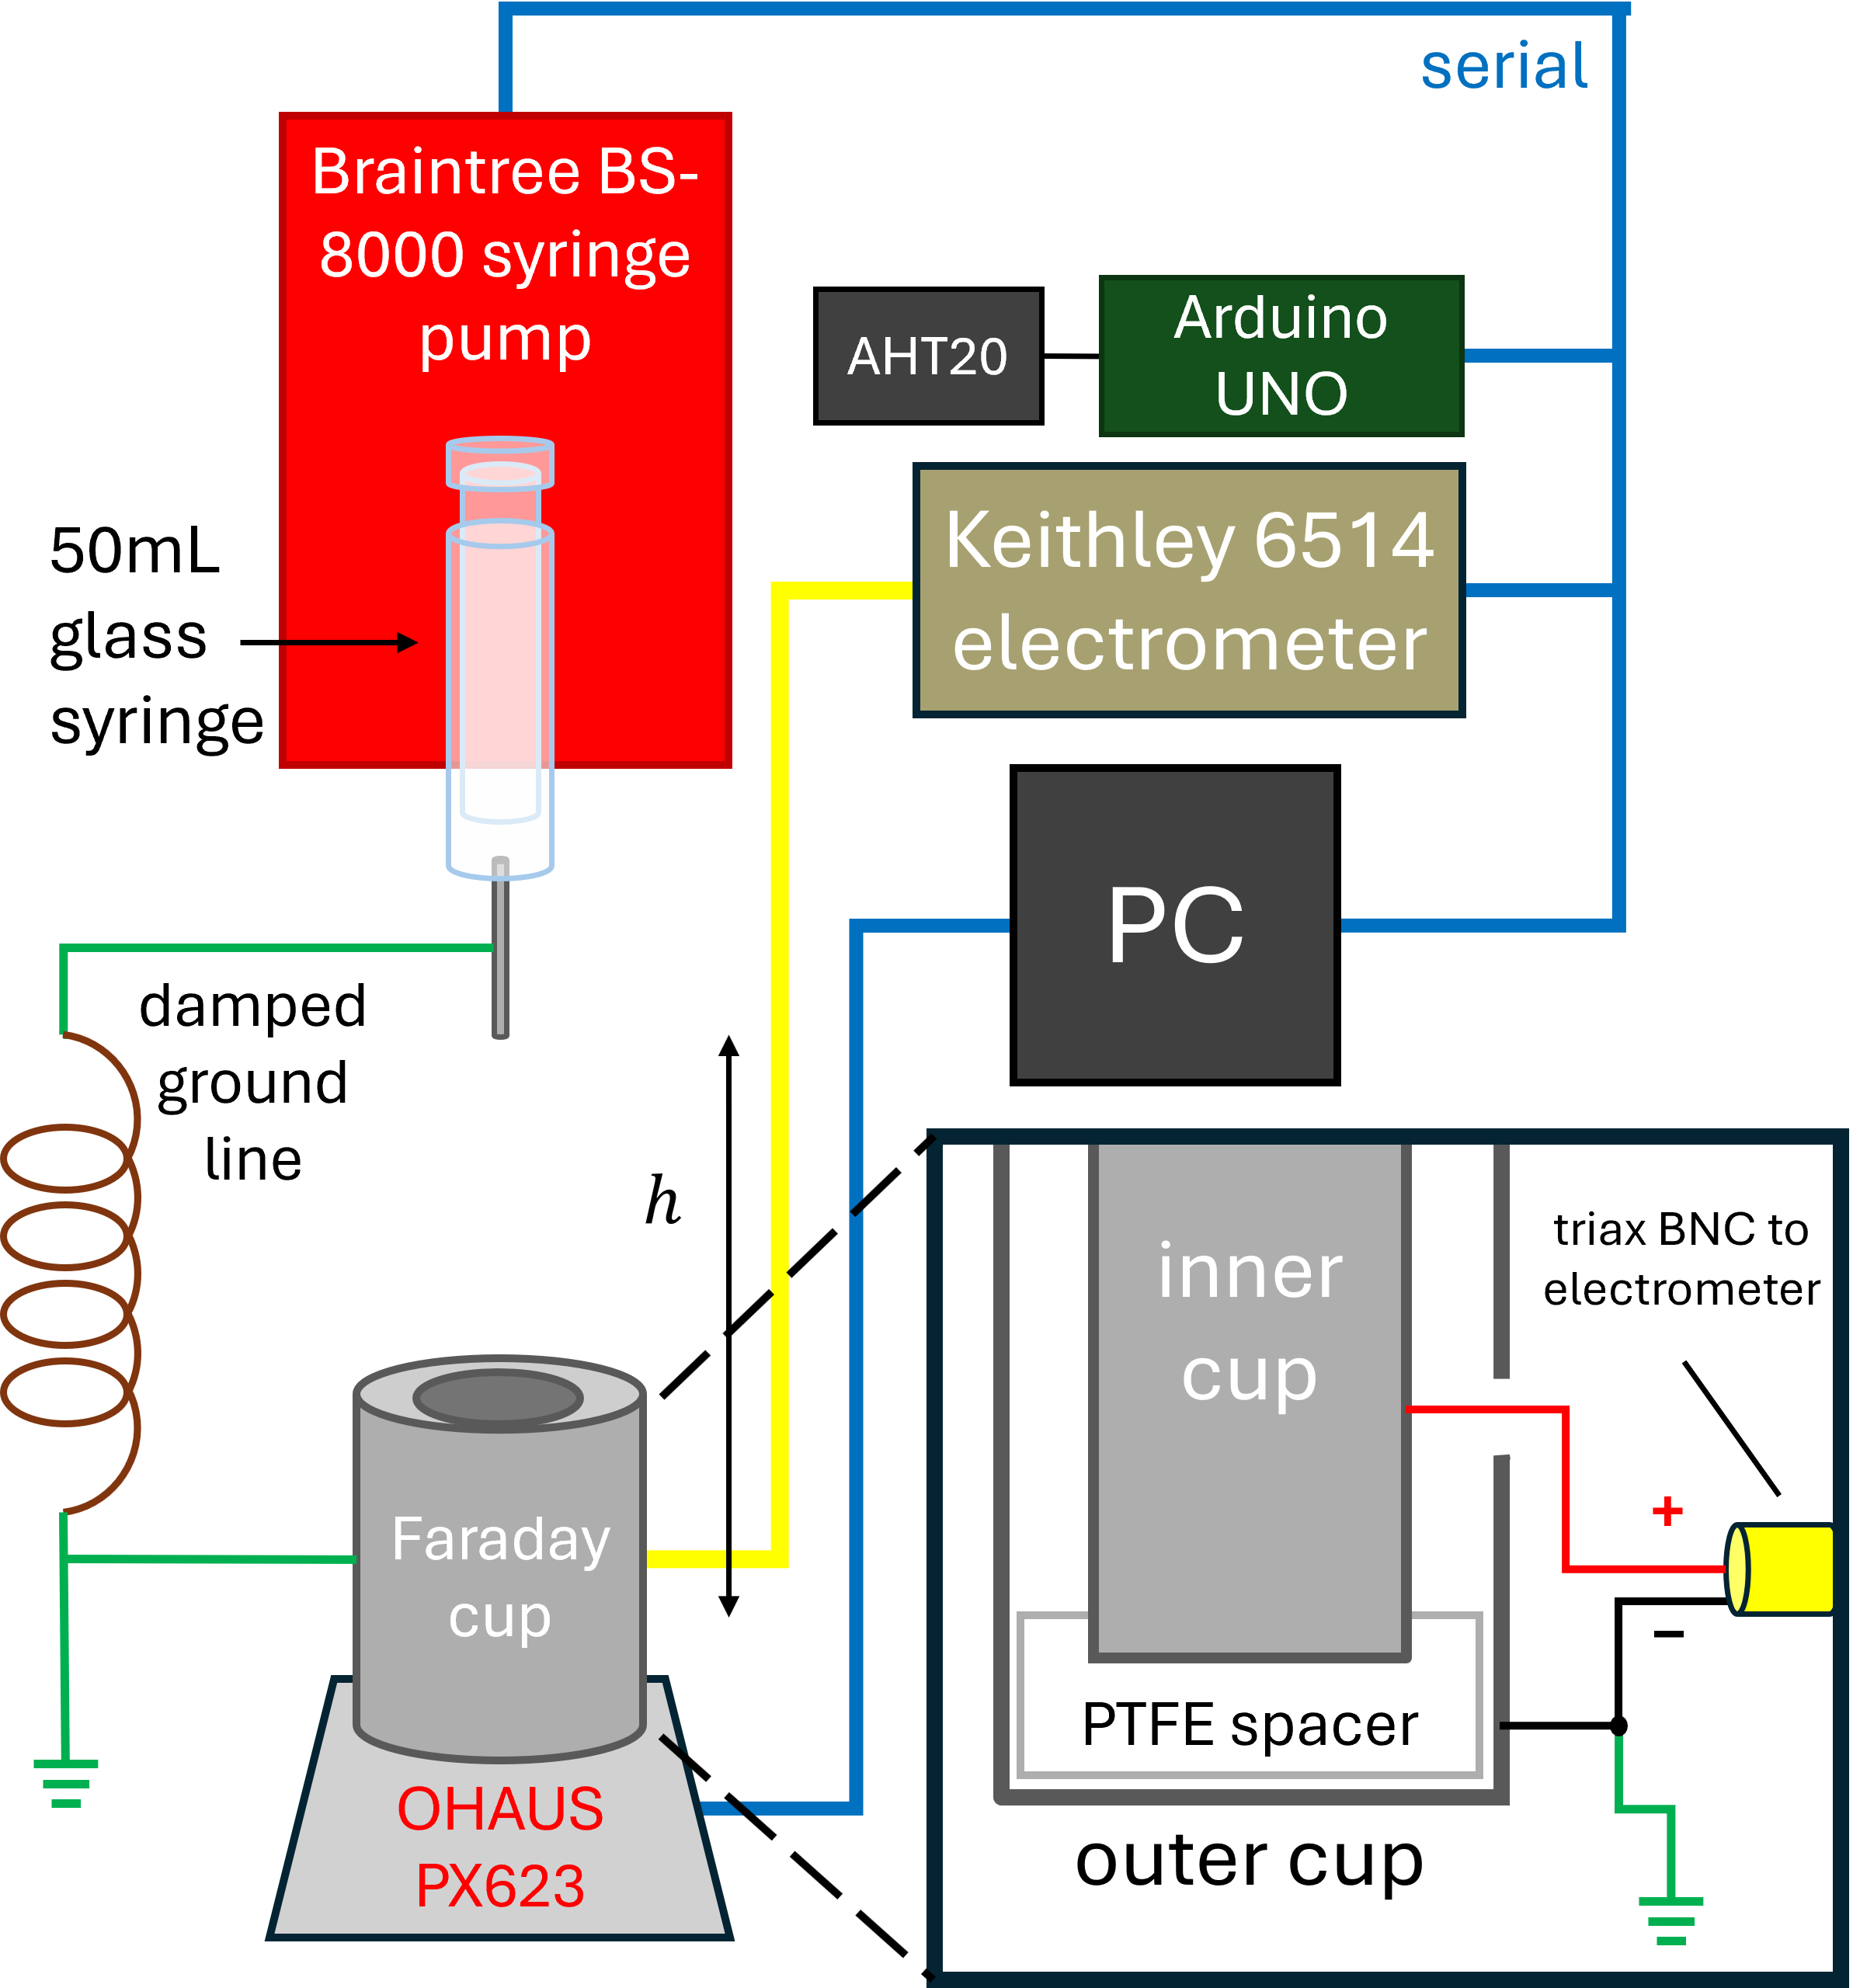 serial
Braintree BS-
8000 syringe
pump
AHT20
Arduino
UNO
50mL
glass
syringe
Keithley 6514
electrometer
PC
damped
ground
line
h
triax BNC to
electrometer
inner
cup
Faraday
cup
+
−
PTFE spacer
OHAUS
PX623
outer cup